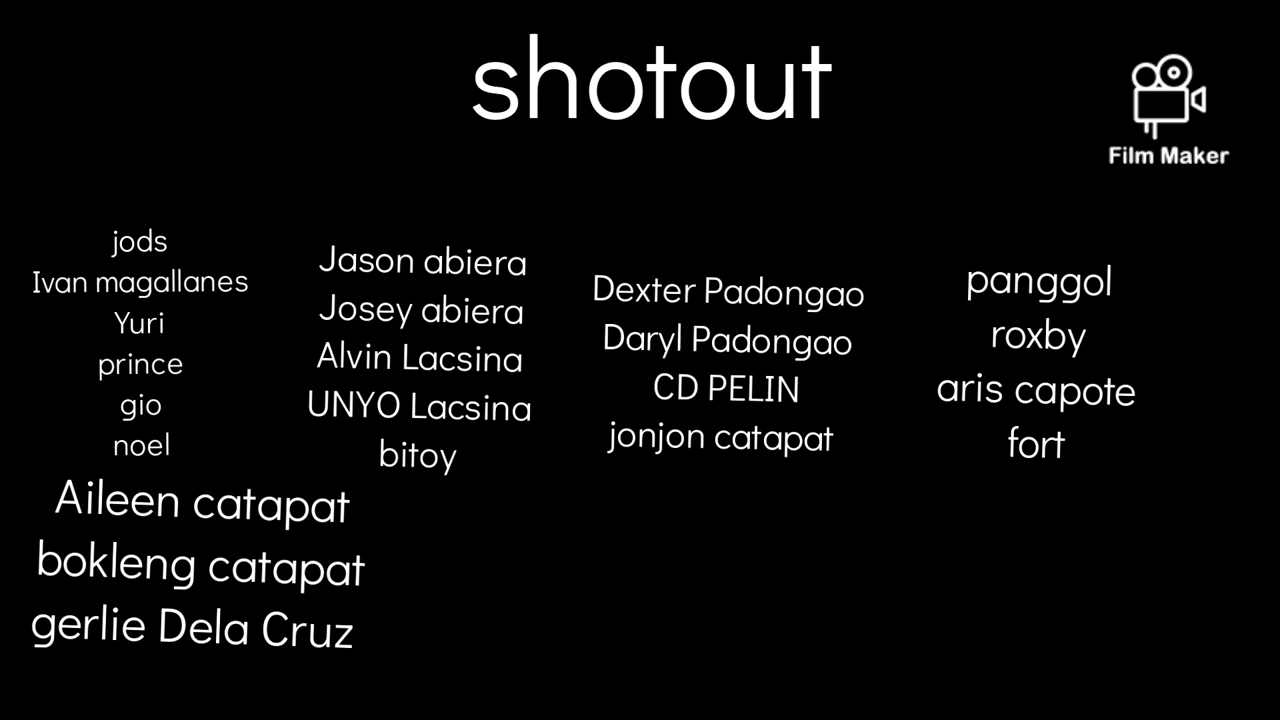 shotout
Film Maker
jods
Ivan magallanes
Yuri
prince
gio
noel
Aileen catapat
bokleng catapat
gerlie Dela Cruz
Jason abiera
Josey abiera
Alvin Lacsina
UNYO Lacsina
bitoy
Dexter Padongao
Daryl Padongao
CD PELIN
jonjon catapat
panggol
roxby
aris capote
fort